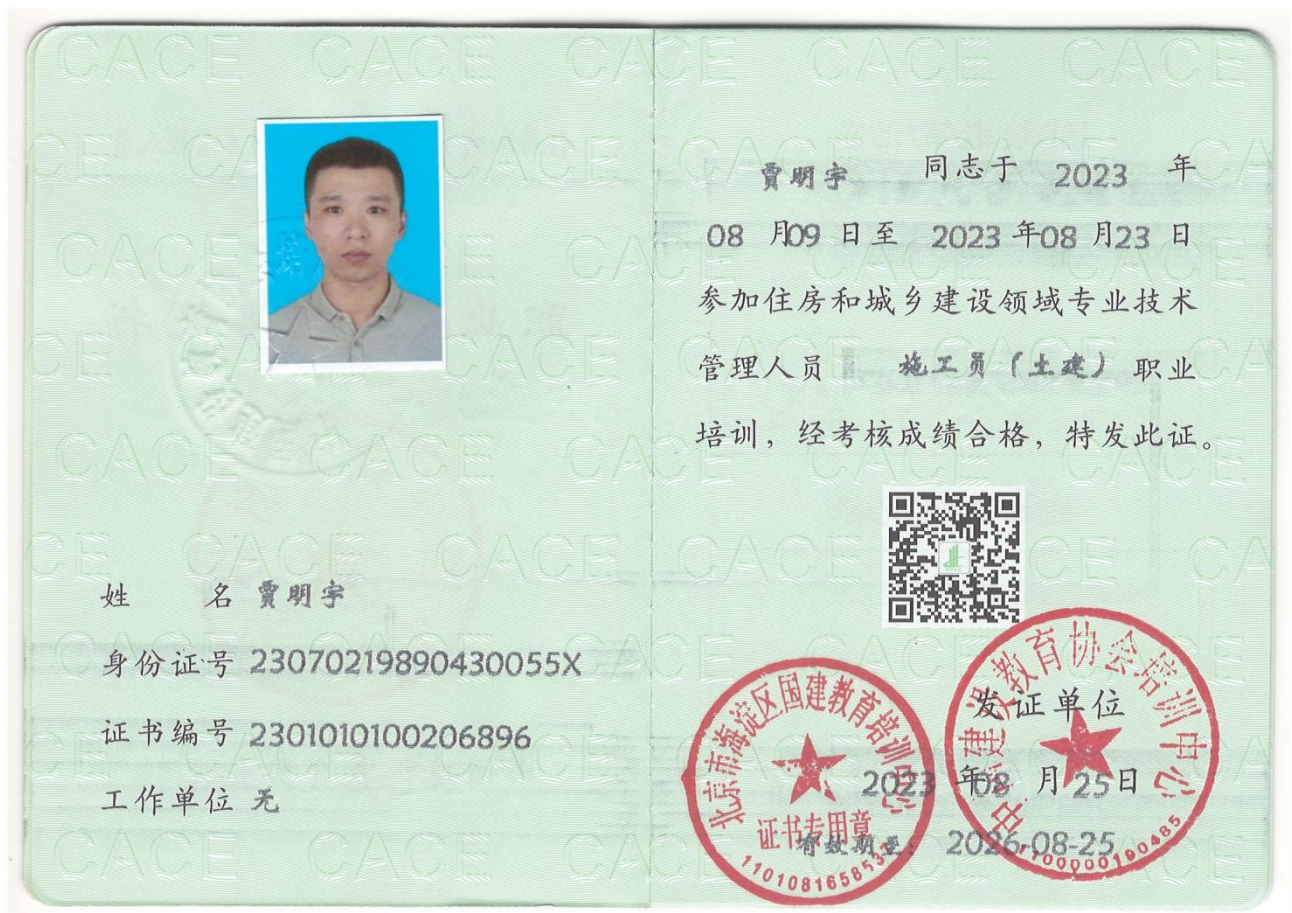 姓 名 贾明宇
身份证号 23070219890430055X
证书编号 2301010100206896
工作单位 无
贾明宇 同志于 2023 年
08 月09 日至 2023 年08 月23 日
参加住房和城乡建设领域专业技术
管理人员 施工员（土建）职业
培训，经考核成绩合格，特发此证。
北京市海淀区国建教育培训中心
证书专用章
1101081658537
中国建设教育协会培训中心
1100000190485
发证单位
2023 年08 月 25日
有效期至： 2026-08-25
CACE